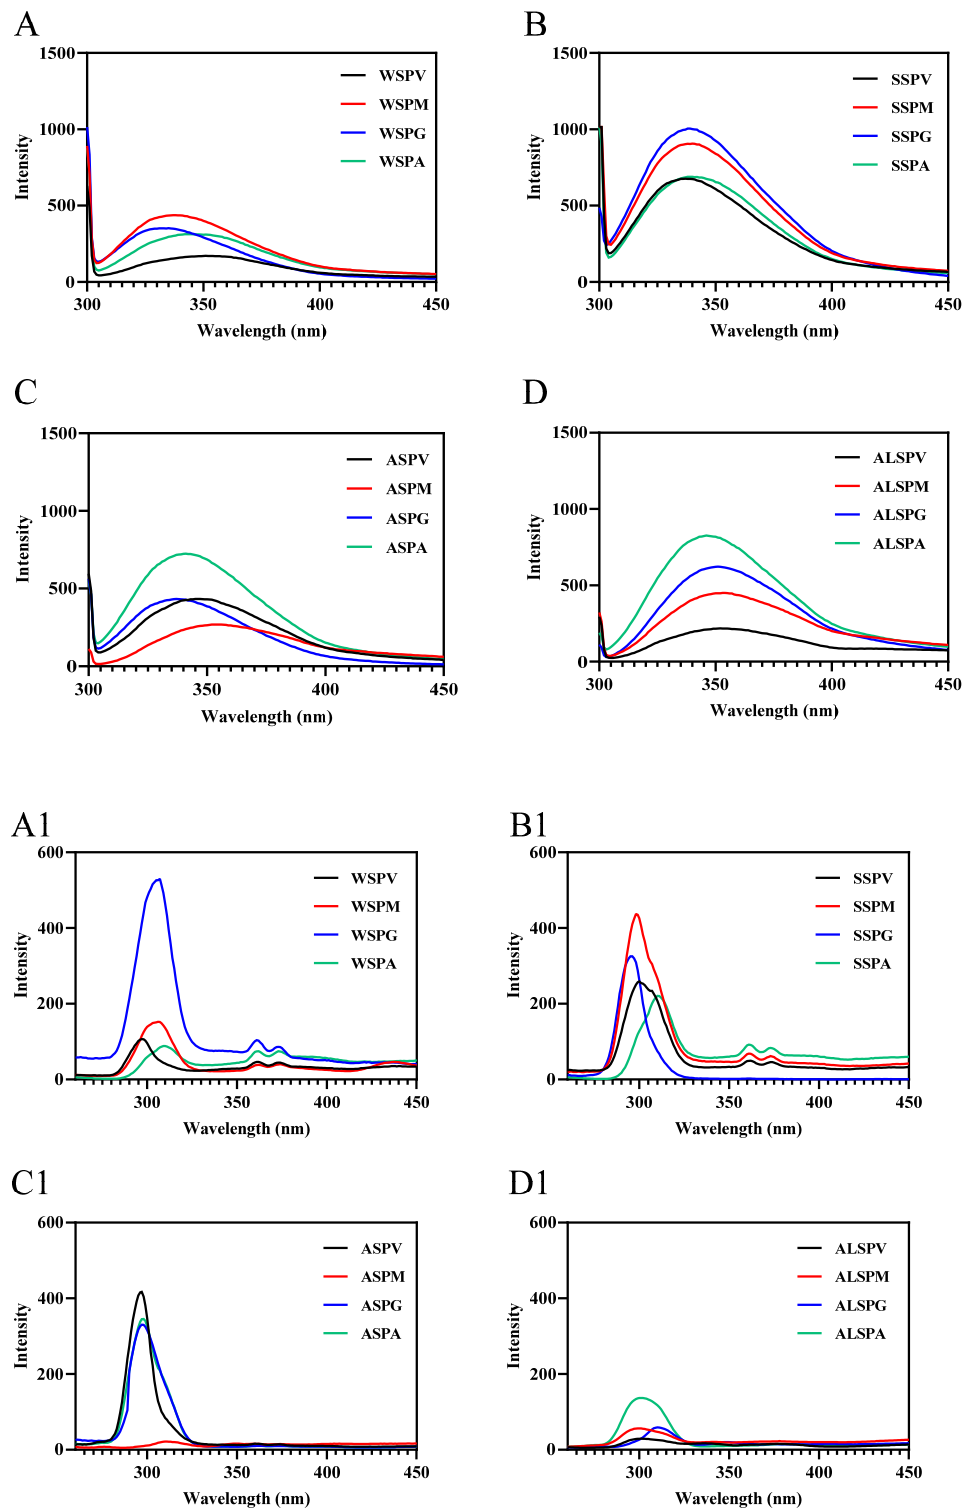 A
B
1500
1000
500
0
Intensity
WSPV
WSPM
WSPG
WSPA
300
350
400
450
Wavelength (nm)
1500
1000
500
0
Intensity
SSPV
SSPM
SSPG
SSPA
300
350
400
450
Wavelength (nm)
C
D
1500
1000
500
0
Intensity
ASPV
ASPM
ASPG
ASPA
300
350
400
450
Wavelength (nm)
1500
1000
500
0
Intensity
ALSPV
ALSPM
ALSPG
ALSPA
300
350
400
450
Wavelength (nm)
A1
B1
600
400
200
0
Intensity
WSPV
WSPM
WSPG
WSPA
300
350
400
450
Wavelength (nm)
600
400
200
0
Intensity
SSPV
SSPM
SSPG
SSPA
300
350
400
450
Wavelength (nm)
C1
D1
600
400
200
0
Intensity
ASPV
ASPM
ASPG
ASPA
300
350
400
450
Wavelength (nm)
600
400
200
0
Intensity
ALSPV
ALSPM
ALSPG
ALSPA
300
350
400
450
Wavelength (nm)